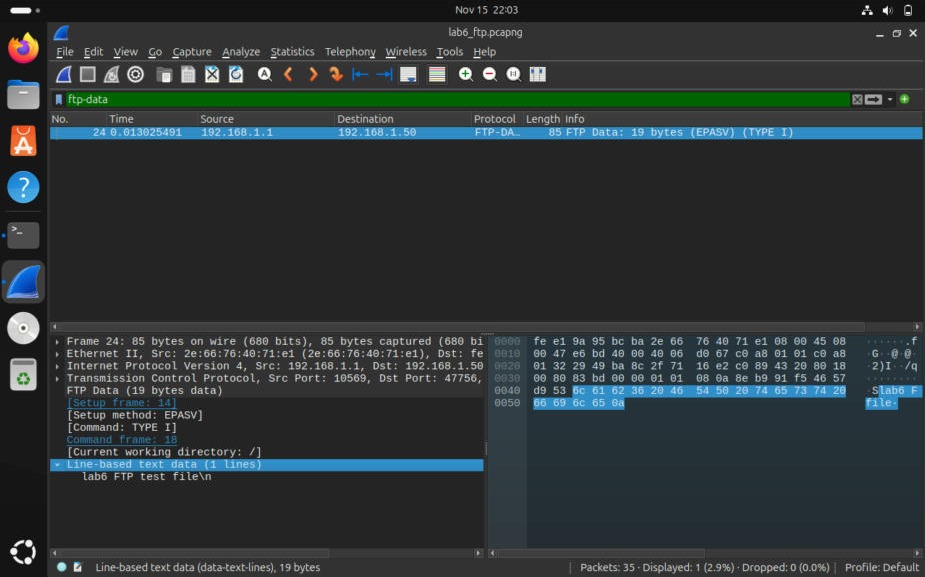 Nov 15 22:03
lab6_ftp.pcapng
File Edit View Go Capture Analyze Statistics Telephony Wireless Tools Help
ftp-data
No. Time Source Destination Protocol Length Info
24 0.013025491 192.168.1.1 192.168.1.50 FTP-DA… 85 FTP Data: 19 bytes (EPASV) (TYPE I)
Frame 24: 85 bytes on wire (680 bits), 85 bytes captured (680 bi
Ethernet II, Src: 2e:66:76:40:71:e1 (2e:66:76:40:71:e1), Dst: fe
Internet Protocol Version 4, Src: 192.168.1.1, Dst: 192.168.1.50
Transmission Control Protocol, Src Port: 10569, Dst Port: 47756,
FTP Data (19 bytes data)
[Setup frame: 14]
[Setup method: EPASV]
[Command: TYPE I]
Command frame: 18
[Current working directory: /]
Line-based text data (1 lines)
lab6 FTP test file\n
0000 fe e1 9a 95 bc ba 2e 66 76 40 71 e1 08 00 45 08 ·······.f
0010 00 47 e6 bd 40 00 40 06 d0 67 c0 a8 01 01 c0 a8 ·G··@·@·
0020 01 32 29 49 ba 8c 2f 71 16 e2 c0 89 43 20 80 18 ·2)I··/q
0030 00 80 83 bd 00 00 01 01 08 0a 8e b9 91 f5 46 57 ········
0040 d9 53 6c 61 62 36 20 46 54 50 20 74 65 73 74 20 ·Slab6 F
0050 66 69 6c 65 0a file·
Line-based text data (data-text-lines), 19 bytes
Packets: 35 · Displayed: 1 (2.9%) · Dropped: 0 (0.0%)
Profile: Default